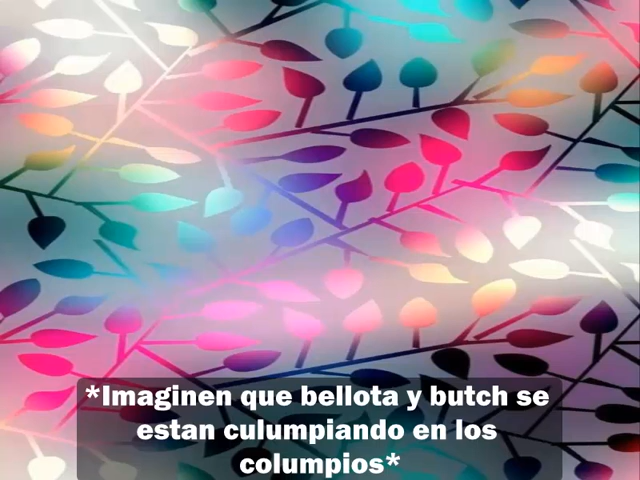 *Imaginen que bellota y butch se
estan culumpiando en los
columpios*